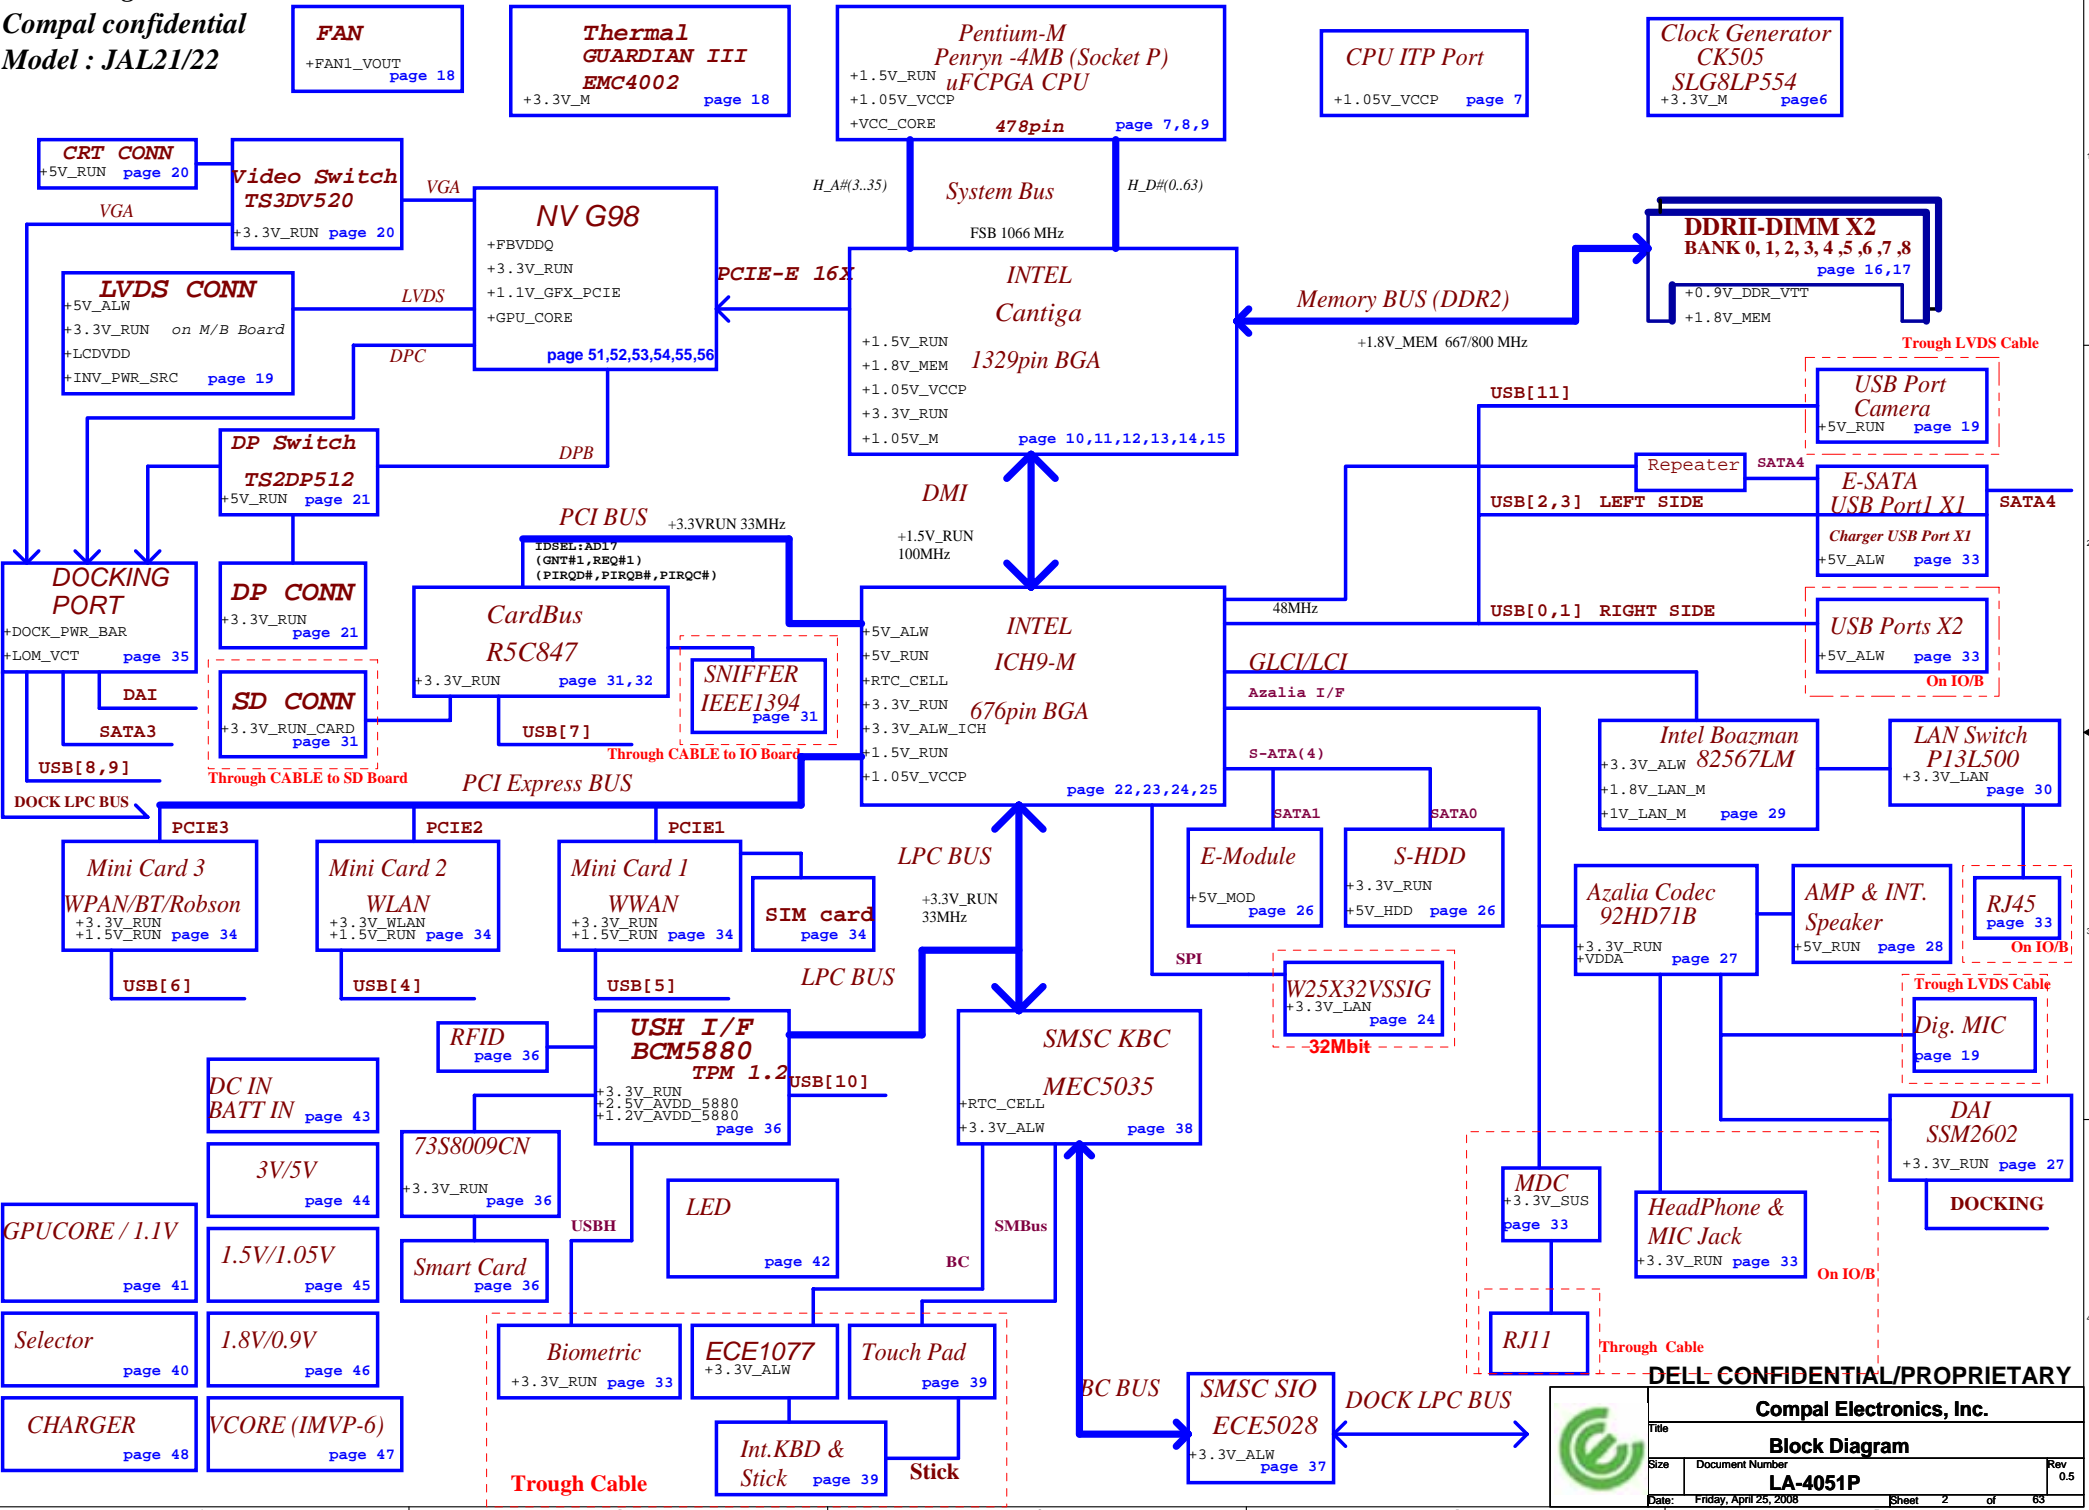 Compal confidential
Model : JAL21/22
FAN
+FAN1_VOUT
page 18
Thermal
GUARDIAN III
EMC4002
+3.3V_M
page 18
Pentium-M
Penryn -4MB (Socket P)
uFCPGA CPU
+1.5V_RUN
+1.05V_VCCP
+VCC_CORE
478pin
page 7,8,9
CPU ITP Port
+1.05V_VCCP
page 7
Clock Generator
CK505
SLG8LP554
+3.3V_M
page6
CRT CONN
+5V_RUN
page 20
Video Switch
TS3DV520
+3.3V_RUN
page 20
VGA
VGA
NV G98
+FBVDDQ
+3.3V_RUN
+1.1V_GFX_PCIE
+GPU_CORE
page 51,52,53,54,55,56
H_A#(3..35)
System Bus
H_D#(0..63)
FSB 1066 MHz
PCIE-E 16X
INTEL
Cantiga
1329pin BGA
+1.5V_RUN
+1.8V_MEM
+1.05V_VCCP
+3.3V_RUN
+1.05V_M
page 10,11,12,13,14,15
Memory BUS (DDR2)
+1.8V_MEM 667/800 MHz
DDRII-DIMM X2
BANK 0, 1, 2, 3, 4 ,5 ,6 ,7 ,8
page 16,17
+0.9V_DDR_VTT
+1.8V_MEM
LVDS CONN
+5V_ALW
+3.3V_RUN
on M/B Board
+LCDVDD
+INV_PWR_SRC
page 19
LVDS
DPC
DPB
DP Switch
TS2DP512
+5V_RUN
page 21
DP CONN
+3.3V_RUN
page 21
DOCKING
PORT
+DOCK_PWR_BAR
+LOM_VCT
page 35
DAI
SATA3
USB[8,9]
DOCK LPC BUS
SD CONN
+3.3V_RUN_CARD
page 31
Through CABLE to SD Board
PCI BUS
+3.3VRUN 33MHz
IDSEL:AD17
(GNT#1,REQ#1)
(PIRQD#,PIRQB#,PIRQC#)
CardBus
R5C847
+3.3V_RUN
page 31,32
USB[7]
SNIFFER
IEEE1394
page 31
Through CABLE to IO Board
DMI
+1.5V_RUN
100MHz
INTEL
ICH9-M
676pin BGA
+5V_ALW
+5V_RUN
+RTC_CELL
+3.3V_RUN
+3.3V_ALW_ICH
+1.5V_RUN
+1.05V_VCCP
page 22,23,24,25
Trough LVDS Cable
USB[11]
USB Port
Camera
+5V_RUN
page 19
Repeater
SATA4
USB[2,3] LEFT SIDE
E-SATA
USB Port1 X1
Charger USB Port X1
+5V_ALW
page 33
SATA4
48MHz
USB[0,1] RIGHT SIDE
USB Ports X2
+5V_ALW
page 33
On IO/B
GLCI/LCI
Azalia I/F
S-ATA(4)
Intel Boazman
82567LM
+3.3V_ALW
+1.8V_LAN_M
+1V_LAN_M
page 29
LAN Switch
P13L500
+3.3V_LAN
page 30
RJ45
page 33
On IO/B
PCI Express BUS
PCIE3
PCIE2
PCIE1
Mini Card 3
WPAN/BT/Robson
+3.3V_RUN
+1.5V_RUN
page 34
USB[6]
Mini Card 2
WLAN
+3.3V_WLAN
+1.5V_RUN
page 34
USB[4]
Mini Card 1
WWAN
+3.3V_RUN
+1.5V_RUN
page 34
USB[5]
SIM card
page 34
LPC BUS
+3.3V_RUN
33MHz
LPC BUS
SATA1
SATA0
E-Module
+5V_MOD
page 26
S-HDD
+3.3V_RUN
+5V_HDD
page 26
SPI
W25X32VSSIG
+3.3V_LAN
page 24
32Mbit
Azalia Codec
92HD71B
+3.3V_RUN
+VDDA
page 27
AMP & INT.
Speaker
+5V_RUN
page 28
Trough LVDS Cable
Dig. MIC
page 19
DAI
SSM2602
+3.3V_RUN
page 27
DOCKING
RFID
page 36
USH I/F
BCM5880
TPM 1.2
+3.3V_RUN
+2.5V_AVDD_5880
+1.2V_AVDD_5880
page 36
USB[10]
SMSC KBC
MEC5035
+RTC_CELL
+3.3V_ALW
page 38
DC IN
BATT IN
page 43
73S8009CN
+3.3V_RUN
page 36
3V/5V
page 44
LED
page 42
USBH
BC
SMBus
MDC
+3.3V_SUS
page 33
HeadPhone &
MIC Jack
+3.3V_RUN
page 33
On IO/B
GPUCORE / 1.1V
page 41
1.5V/1.05V
page 45
Smart Card
page 36
Selector
page 40
1.8V/0.9V
page 46
Biometric
+3.3V_RUN
page 33
ECE1077
+3.3V_ALW
Touch Pad
page 39
RJ11
Through Cable
CHARGER
page 48
VCORE (IMVP-6)
page 47
Int.KBD &
Stick
page 39
Stick
Trough Cable
BC BUS
SMSC SIO
ECE5028
+3.3V_ALW
page 37
DOCK LPC BUS
DELL CONFIDENTIAL/PROPRIETARY
Compal Electronics, Inc.
Title
Block Diagram
Size
Document Number
Rev
LA-4051P
0.5
Date:
Friday, April 25, 2008
Sheet 2 of 63